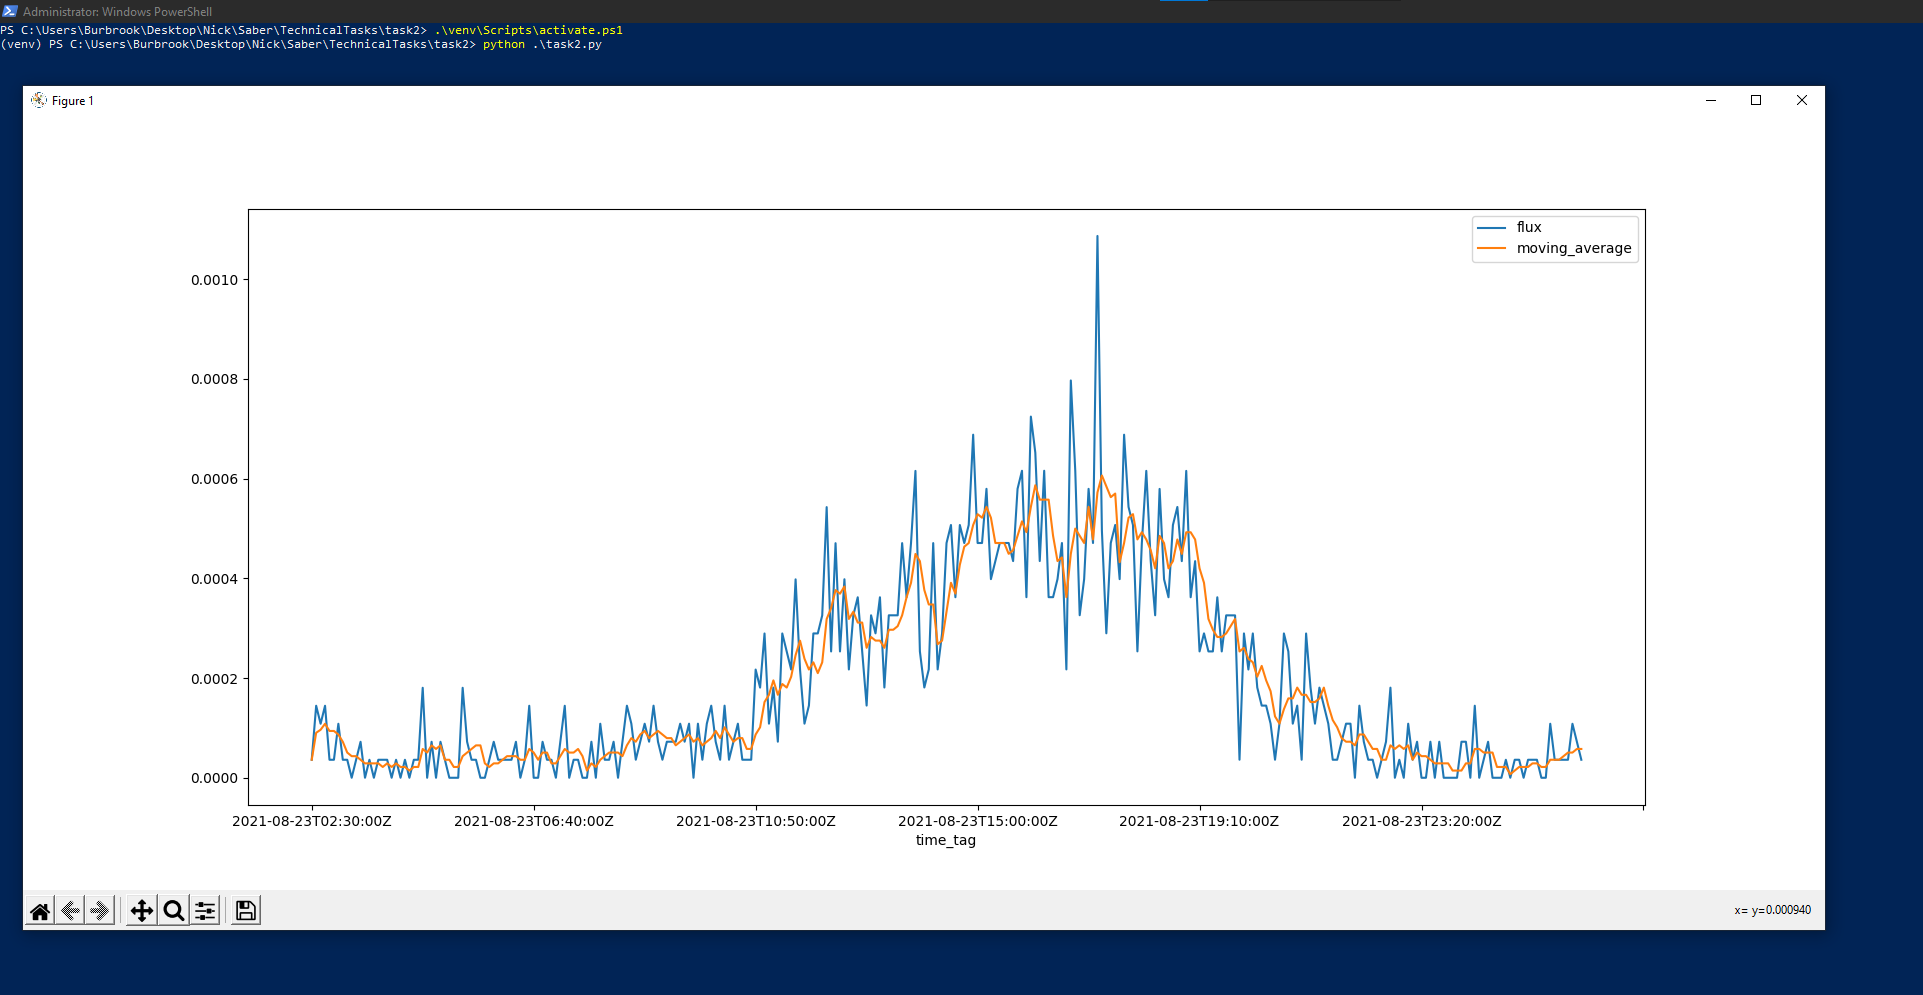 Administrator: Windows PowerShell
PS C:\Users\Burbrook\Desktop\Nick\Saber\TechnicalTasks\task2> .\venv\Scripts\activate.ps1
(venv) PS C:\Users\Burbrook\Desktop\Nick\Saber\TechnicalTasks\task2> python .\task2.py
Figure 1
flux
moving_average
0.0010
0.0008
0.0006
0.0004
0.0002
0.0000
2021-08-23T02:30:00Z 2021-08-23T06:40:00Z 2021-08-23T10:50:00Z 2021-08-23T15:00:00Z 2021-08-23T19:10:00Z 2021-08-23T23:20:00Z
time_tag
x= y=0.000940